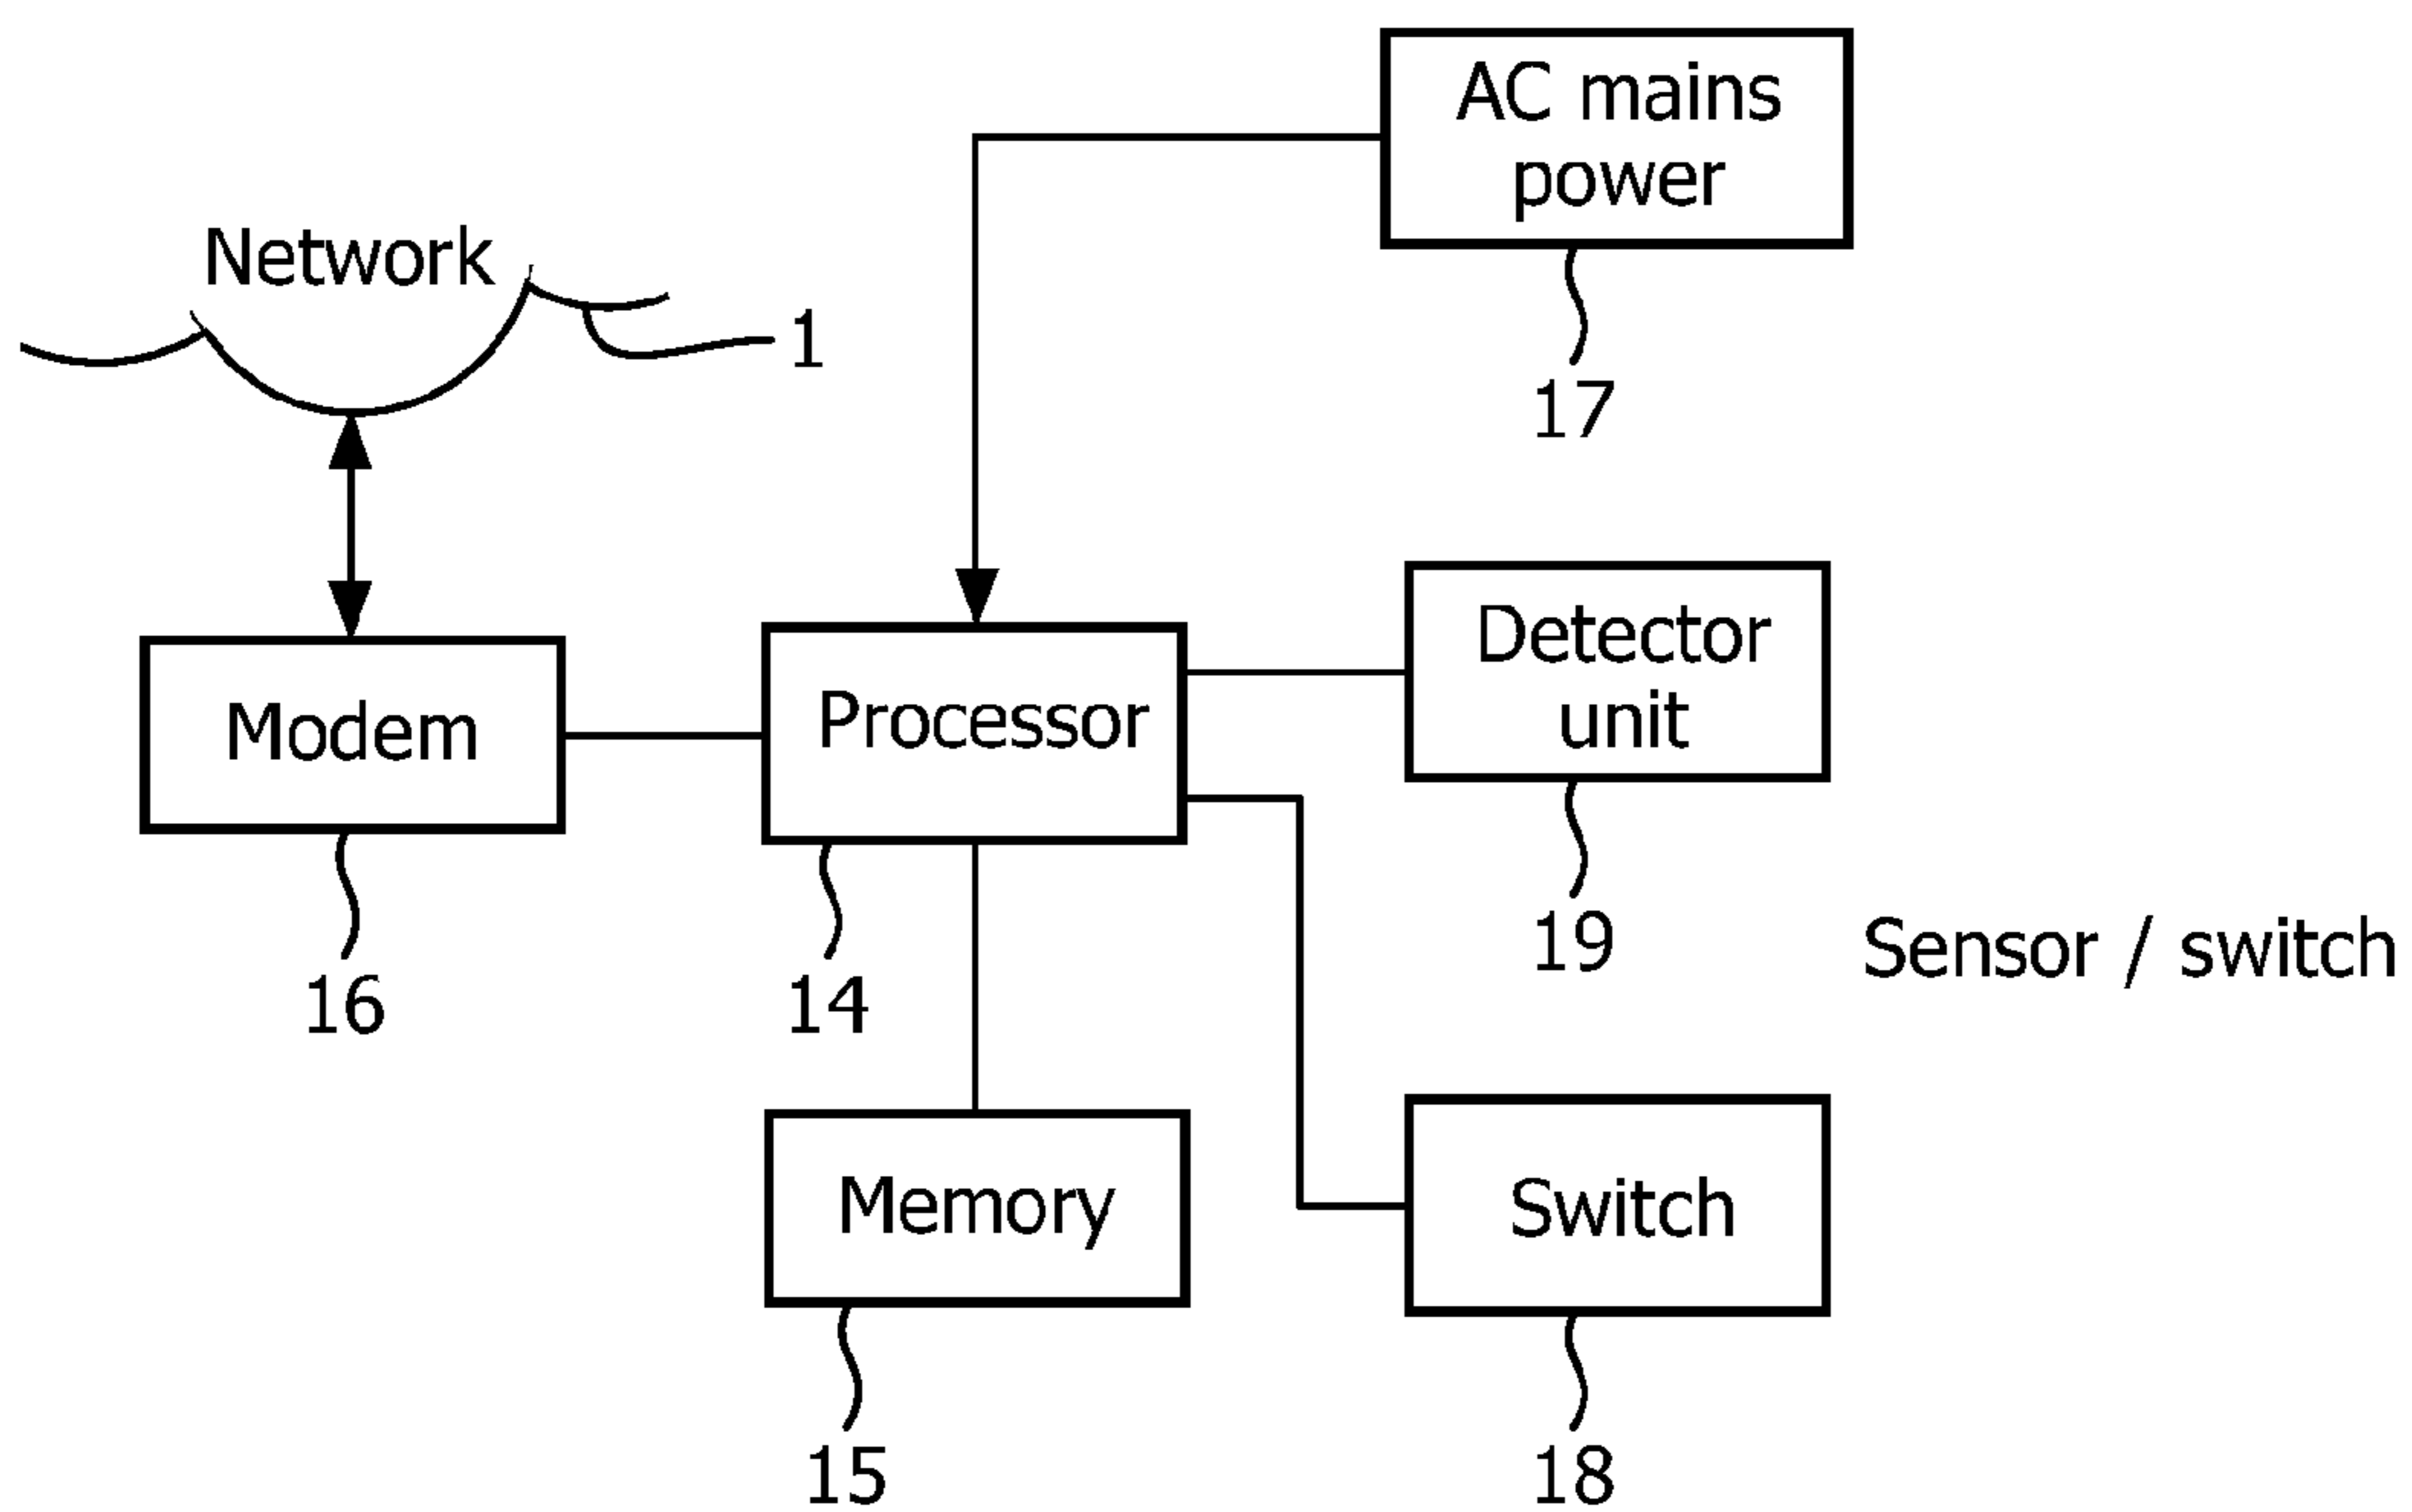 AC mains
power
17
Network
1
Modem
16
Processor
14
Detector
unit
19
Sensor / switch
Memory
15
Switch
18